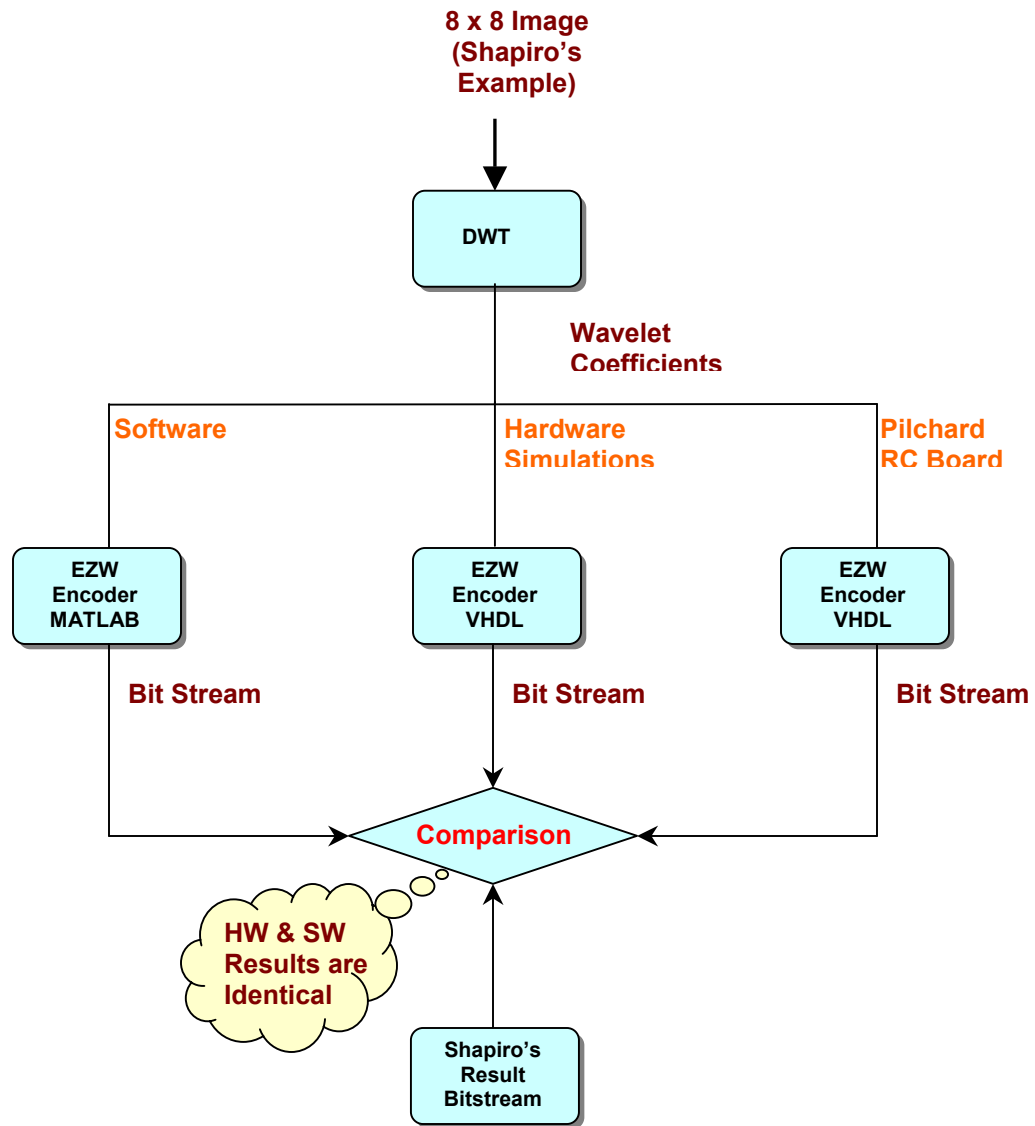 8 x 8 Image
(Shapiro’s
Example)
DWT
Wavelet
Coefficients
Software
Hardware
Simulations
Pilchard
RC Board
EZW
Encoder
MATLAB
EZW
Encoder
VHDL
EZW
Encoder
VHDL
Bit Stream
Bit Stream
Bit Stream
Comparison
HW & SW
Results are
Identical
Shapiro’s
Result
Bitstream